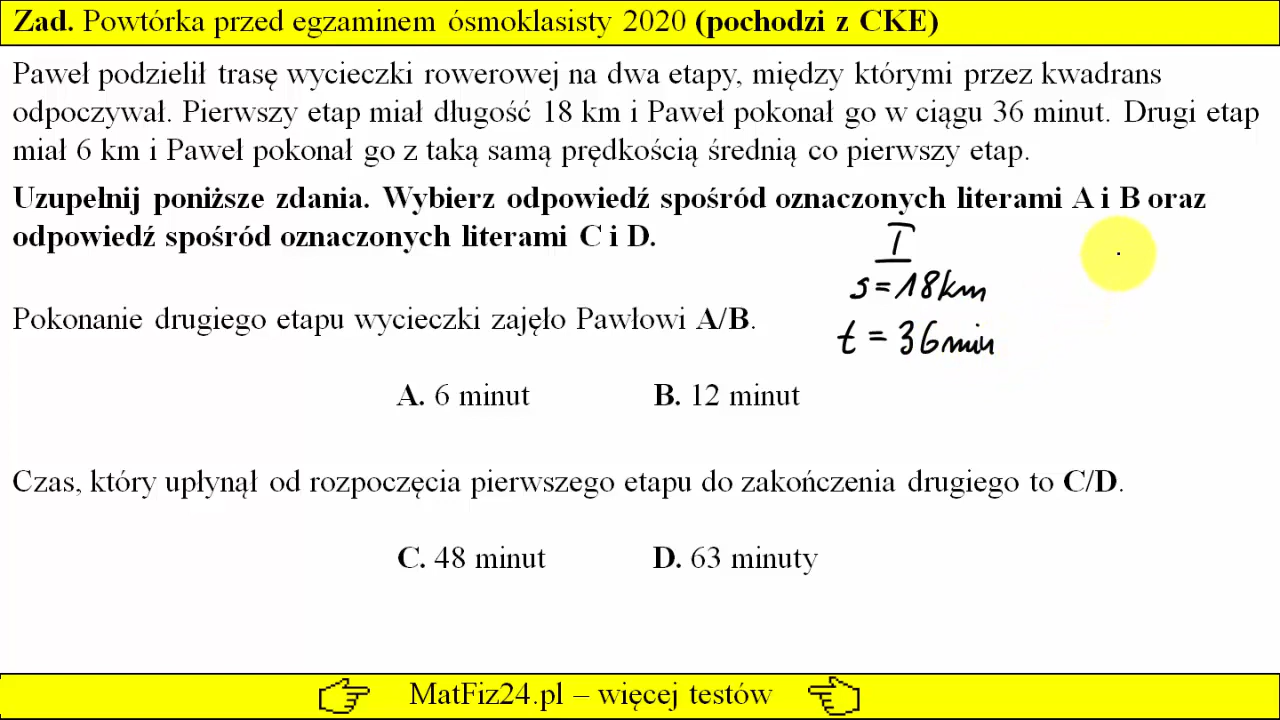 Zad. Powtórka przed egzaminem ósmoklasisty 2020 (pochodzi z CKE)
Paweł podzielił trasę wycieczki rowerowej na dwa etapy, między którymi przez kwadrans
odpoczywał. Pierwszy etap miał długość 18 km i Paweł pokonał go w ciągu 36 minut. Drugi etap
miał 6 km i Paweł pokonał go z taką samą prędkością średnią co pierwszy etap.
Uzupełnij poniższe zdania. Wybierz odpowiedź spośród oznaczonych literami A i B oraz
odpowiedź spośród oznaczonych literami C i D.
I
s = 18 km
Pokonanie drugiego etapu wycieczki zajęło Pawłowi A/B.
t = 36 min
A. 6 minut B. 12 minut
Czas, który upłynął od rozpoczęcia pierwszego etapu do zakończenia drugiego to C/D.
C. 48 minut D. 63 minuty
MatFiz24.pl – więcej testów